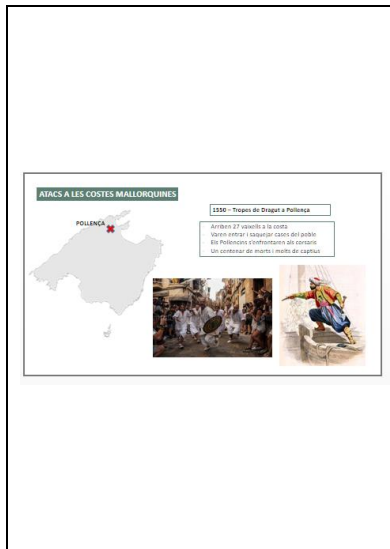 ATACS A LES COSTES MALLORQUINES
POLLENÇA
1550 – Tropes de Dragut a Pollença
Arriben 27 vaixells a la costa
Varen entrar i saquejar cases del poble
Els Pollencins s'enfrontaren als corsaris
Un centenar de morts i molts de captius